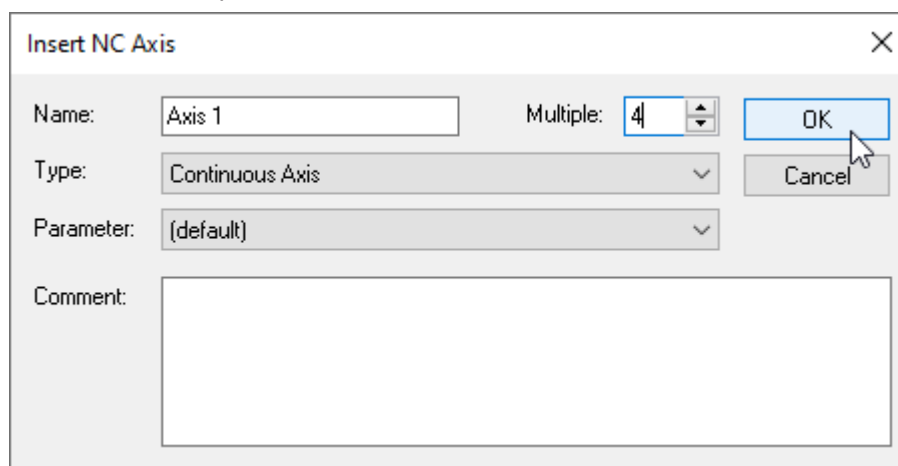 Insert NC Axis
Name: Axis 1 Multiple: 4 OK
Type: Continuous Axis Cancel
Parameter: (default)
Comment: